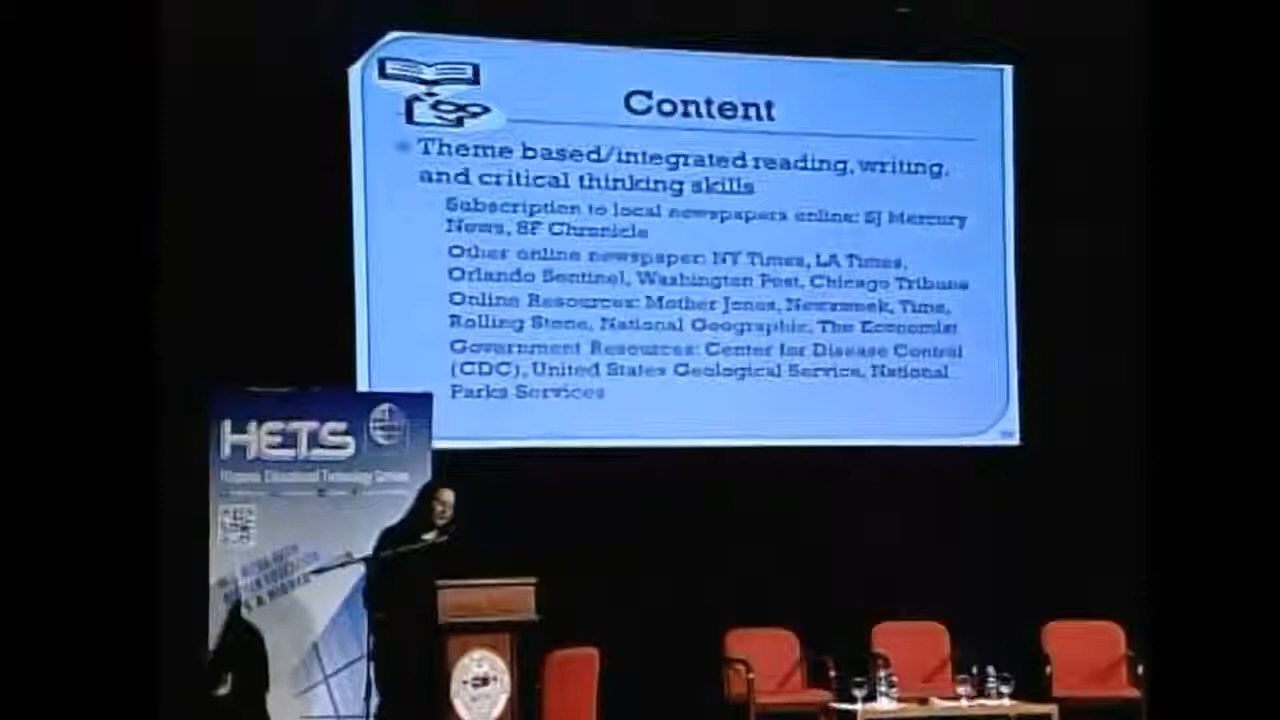 Content
Theme based/integrated reading, writing,
and critical thinking skills
Subscription to local newspapers online: SJ Mercury
News, SF Chronicle
Other online newspaper: NY Times, LA Times,
Orlando Sentinel, Washington Post, Chicago Tribune
Online Resources: Mother Jones, Newsweek, Time,
Rolling Stone, National Geographic, The Economist
Government Resources: Center for Disease Control
(CDC), United States Geological Service, National
Parks Services
HETS